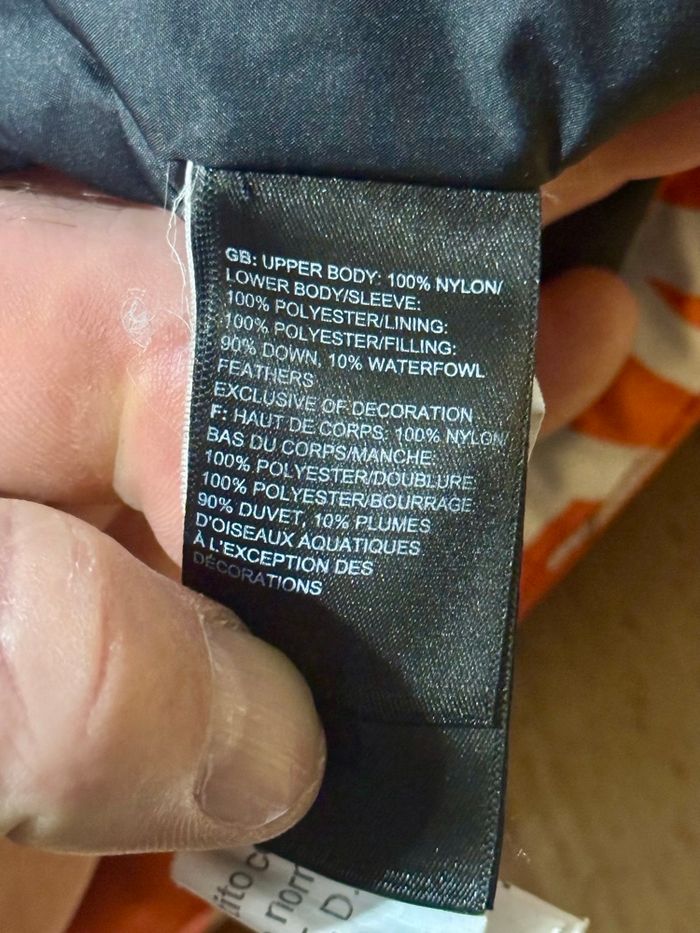 GB: UPPER BODY: 100% NYLON/
LOWER BODY/SLEEVE:
100% POLYESTER/LINING:
100% POLYESTER/FILLING:
90% DOWN, 10% WATERFOWL
FEATHERS
EXCLUSIVE OF DECORATION
F: HAUT DE CORPS: 100% NYLON/
BAS DU CORPS/MANCHE:
100% POLYESTER/DOUBLURE:
100% POLYESTER/BOURRAGE:
90% DUVET, 10% PLUMES
D'OISEAUX AQUATIQUES
À L'EXCEPTION DES
DÉCORATIONS